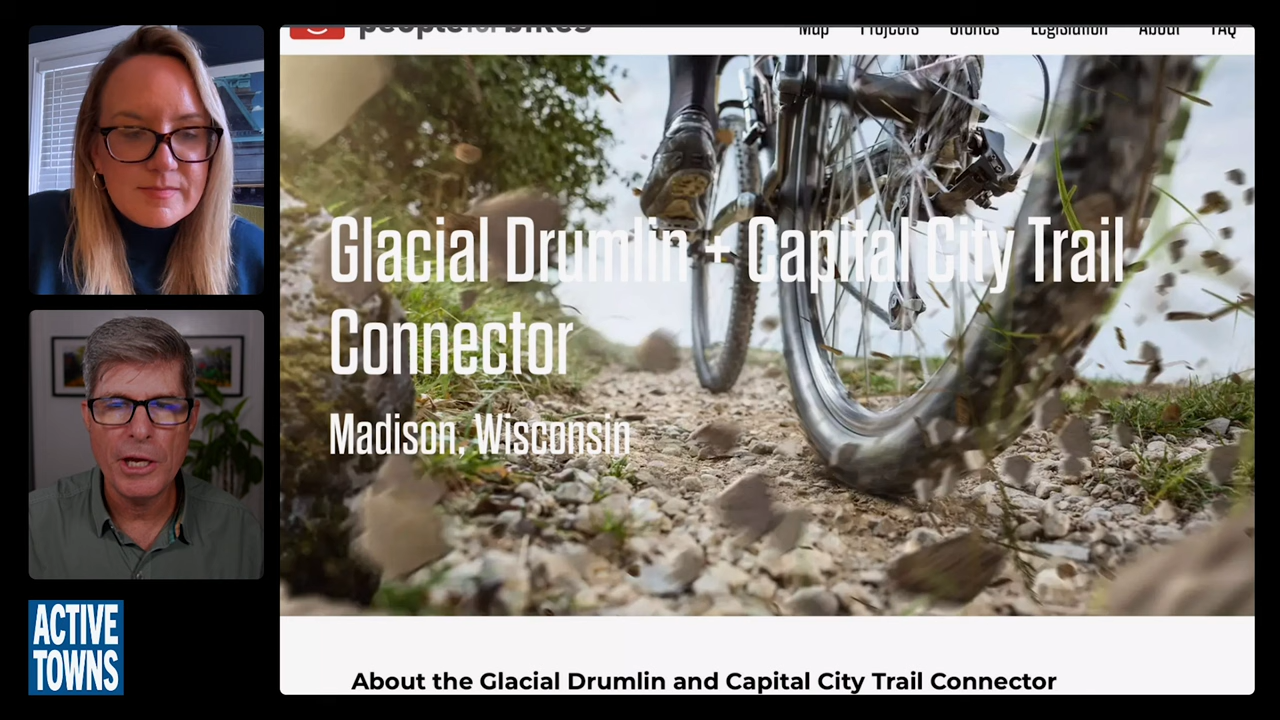 peopleforbikes
Map Projects Stories Legislation About FAQ
Glacial Drumlin + Capital City Trail
Connector
Madison, Wisconsin
ACTIVE
TOWNS
About the Glacial Drumlin and Capital City Trail Connector